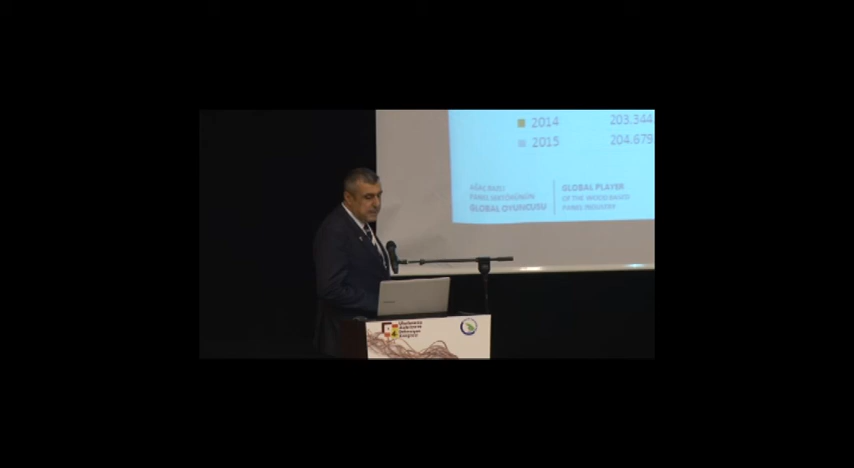 2014 203.344
2015 204.679
AĞAÇ BAZLI
PANEL SEKTÖRÜNÜN
GLOBAL OYUNCUSU
GLOBAL PLAYER
OF THE WOOD BASED
PANEL INDUSTRY
4